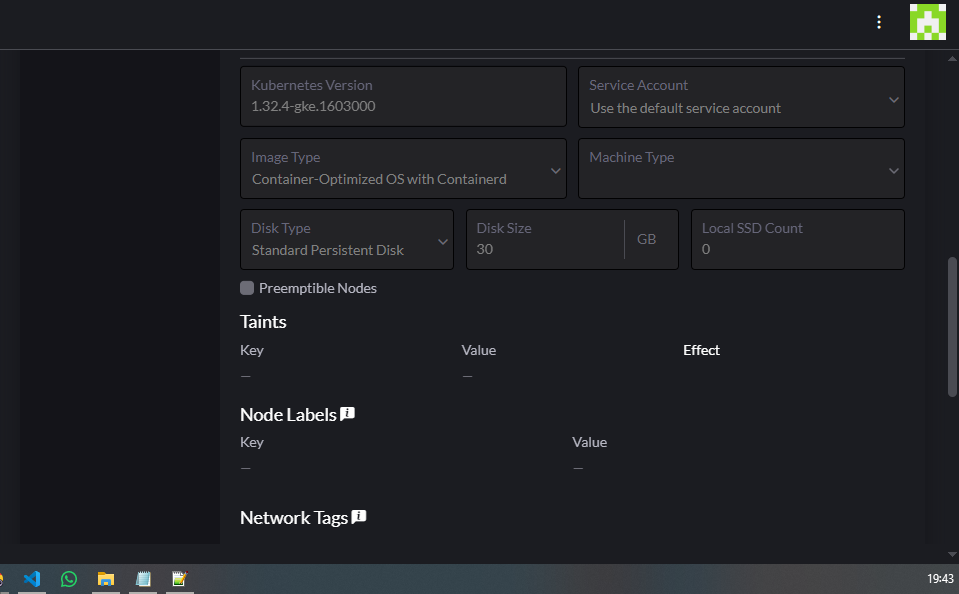 Kubernetes Version
1.32.4-gke.1603000
Service Account
Use the default service account
Image Type
Container-Optimized OS with Containerd
Machine Type
Disk Type
Standard Persistent Disk
Disk Size
30
GB
Local SSD Count
0
Preemptible Nodes
Taints
Key Value Effect
— —
Node Labels
Key Value
— —
Network Tags
19:43